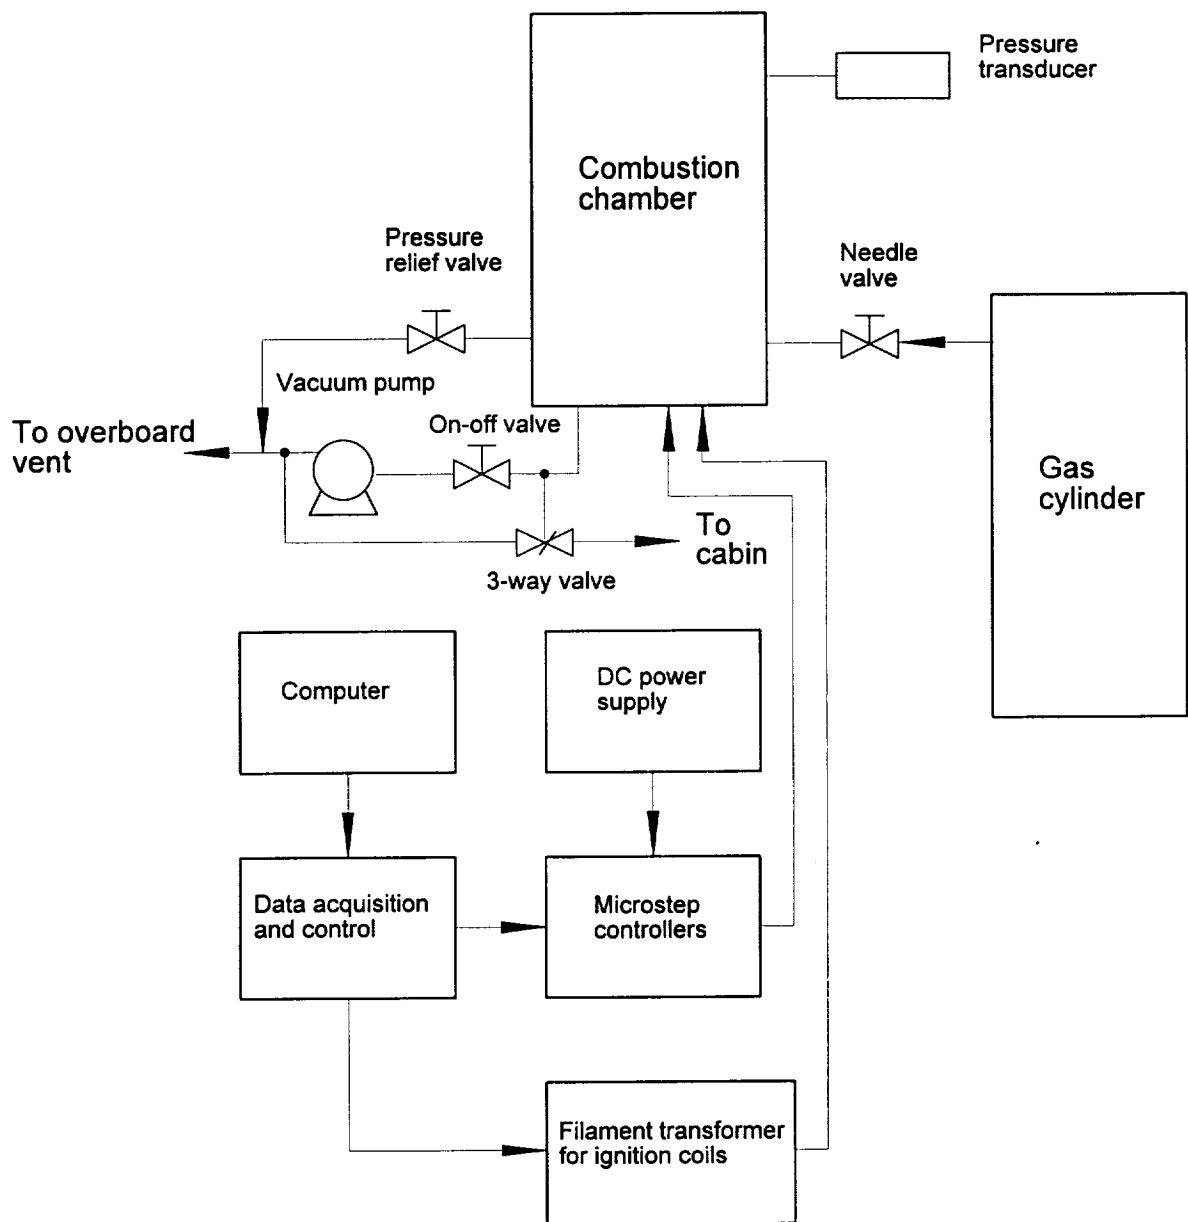 Pressure
transducer
Combustion
chamber
Pressure
relief valve
Needle
valve
Vacuum pump
On-off valve
To overboard
vent
Gas
cylinder
To
cabin
3-way valve
Computer
DC power
supply
Data acquisition
and control
Microstep
controllers
Filament transformer
for ignition coils